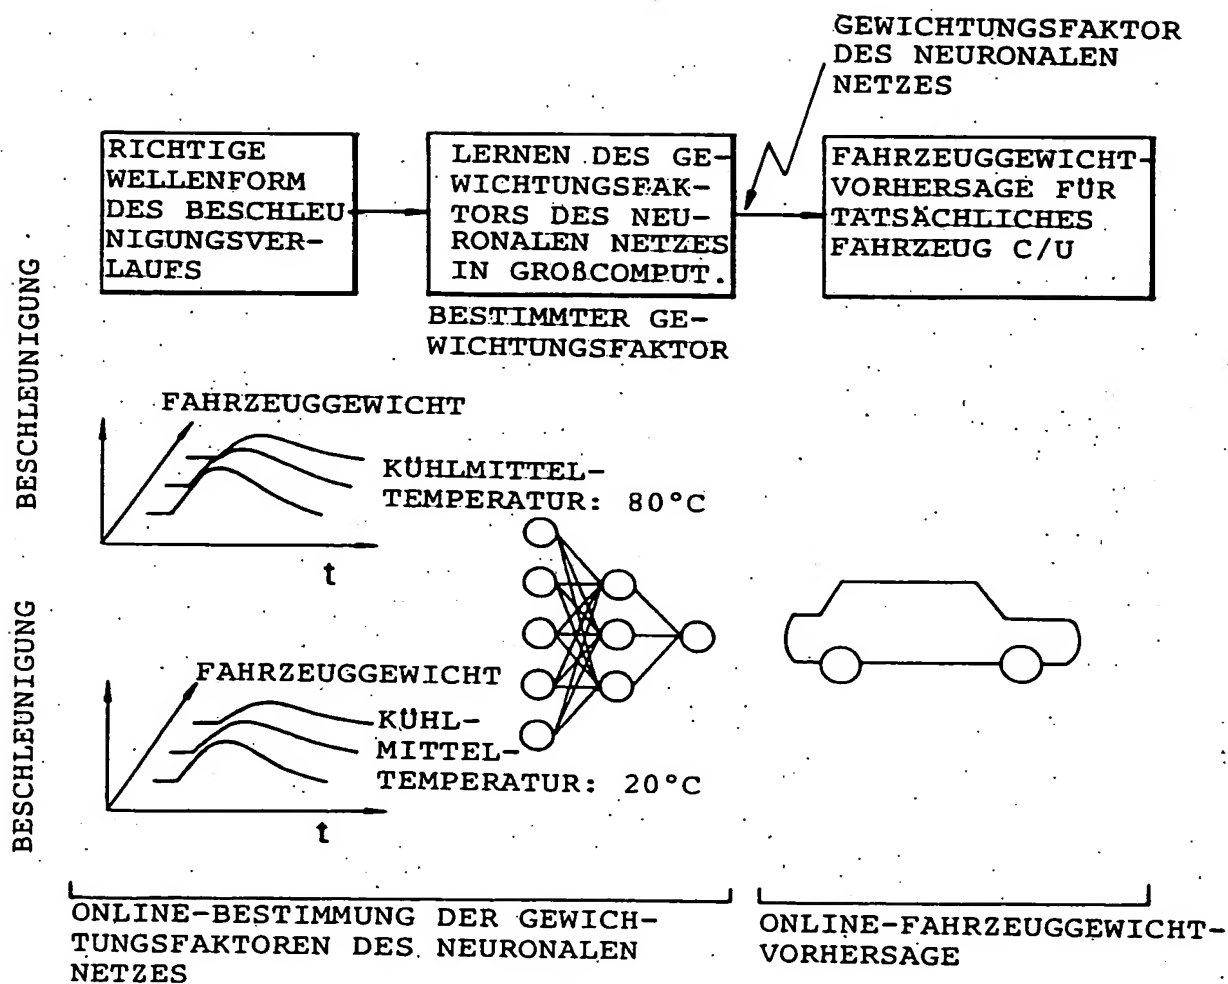 GEWICHTUNGSFAKTOR
DES NEURONALEN
NETZES
RICHTIGE
WELLENFORM
DES BESCHLEU
NIGUNGSVER-
LAUFS
LERNEN DES GE-
WICHTUNGSFAK-
TORS DES NEU-
RONALEN NETZES
IN GROßCOMPUT.
FAHRZEUGGEWICHT-
VORHERSAGE FÜR
TATSÄCHLICHES
FAHRZEUG C/U
BESTIMMTER GE-
WICHTUNGSFAKTOR
BESCHLEUNIGUNG
FAHRZEUGGEWICHT
KÜHLMITTEL-
TEMPERATUR: 80°C
t
BESCHLEUNIGUNG
FAHRZEUGGEWICHT
KÜHL-
MITTEL-
TEMPERATUR: 20°C
t
ONLINE-BESTIMMUNG DER GEWICH-
TUNGSFAKTOREN DES NEURONALEN
NETZES
ONLINE-FAHRZEUGGEWICHT-
VORHERSAGE